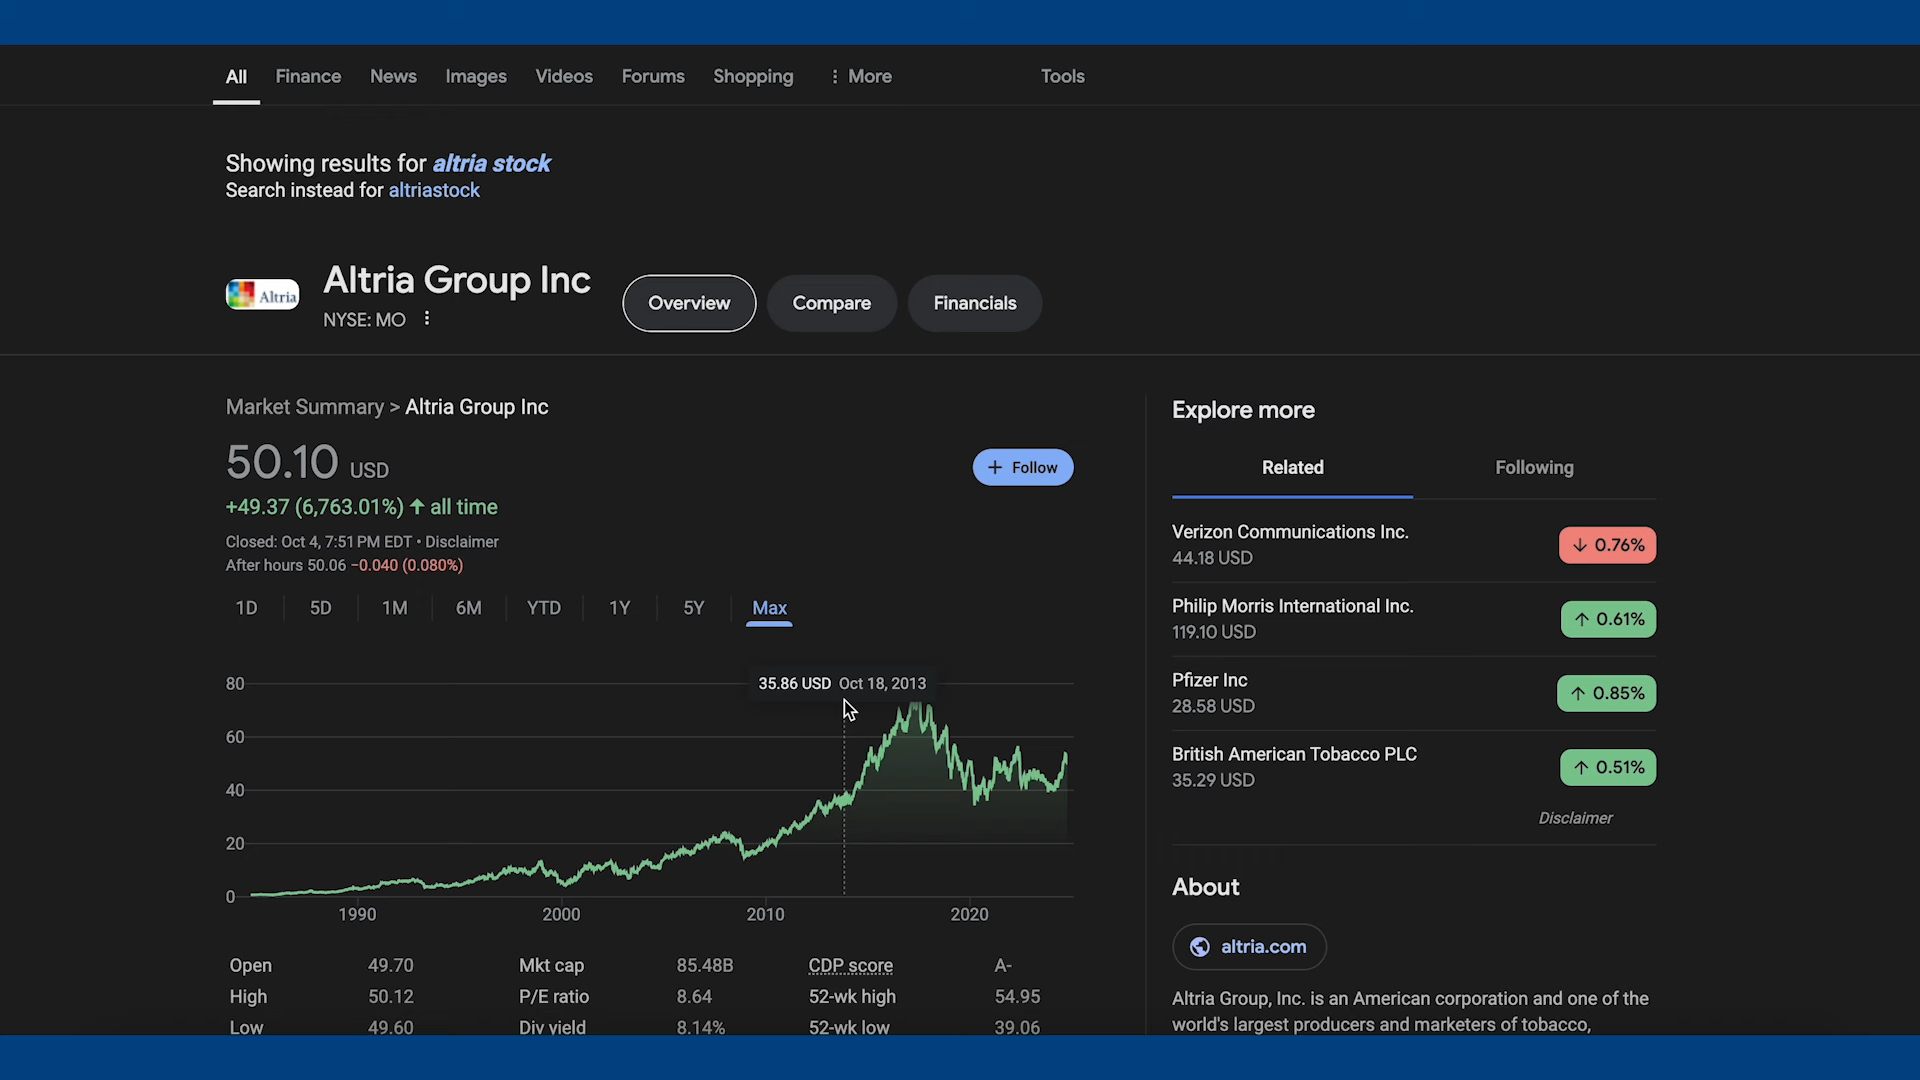 All Finance News Images Videos Forums Shopping More Tools
Showing results for altria stock
Search instead for altriastock
Altria
Altria Group Inc
NYSE: MO
Overview Compare Financials
Market Summary > Altria Group Inc
50.10 USD
+ Follow
+49.37 (6,763.01%) ↑ all time
Closed: Oct 4, 7:51 PM EDT • Disclaimer
After hours 50.06 −0.040 (0.080%)
1D 5D 1M 6M YTD 1Y 5Y Max
35.86 USD Oct 18, 2013
80
60
40
20
0
1990 2000 2010 2020
Open 49.70 Mkt cap 85.48B CDP score A-
High 50.12 P/E ratio 8.64 52-wk high 54.95
Low 49.60 Div yield 8.14% 52-wk low 39.06
Explore more
Related Following
Verizon Communications Inc.
44.18 USD
↓ 0.76%
Philip Morris International Inc.
119.10 USD
↑ 0.61%
Pfizer Inc
28.58 USD
↑ 0.85%
British American Tobacco PLC
35.29 USD
↑ 0.51%
Disclaimer
About
altria.com
Altria Group, Inc. is an American corporation and one of the
world's largest producers and marketers of tobacco,